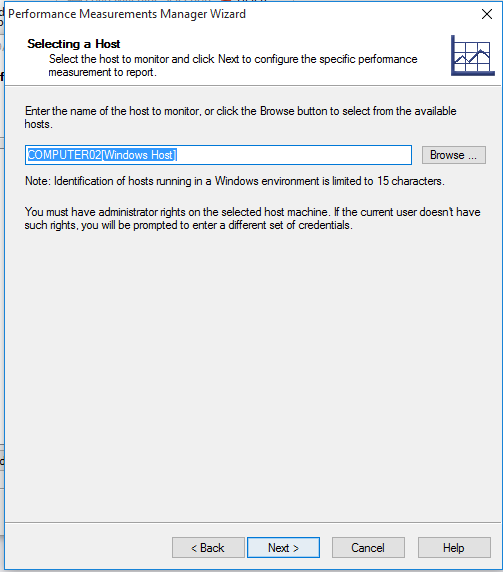 Performance Measurements Manager Wizard
Selecting a Host
Select the host to monitor and click Next to configure the specific performance
measurement to report.
Enter the name of the host to monitor, or click the Browse button to select from the available
hosts.
COMPUTER02[Windows Host]
Browse ...
Note: Identification of hosts running in a Windows environment is limited to 15 characters.
You must have administrator rights on the selected host machine. If the current user doesn't have
such rights, you will be prompted to enter a different set of credentials.
< Back
Next >
Cancel
Help